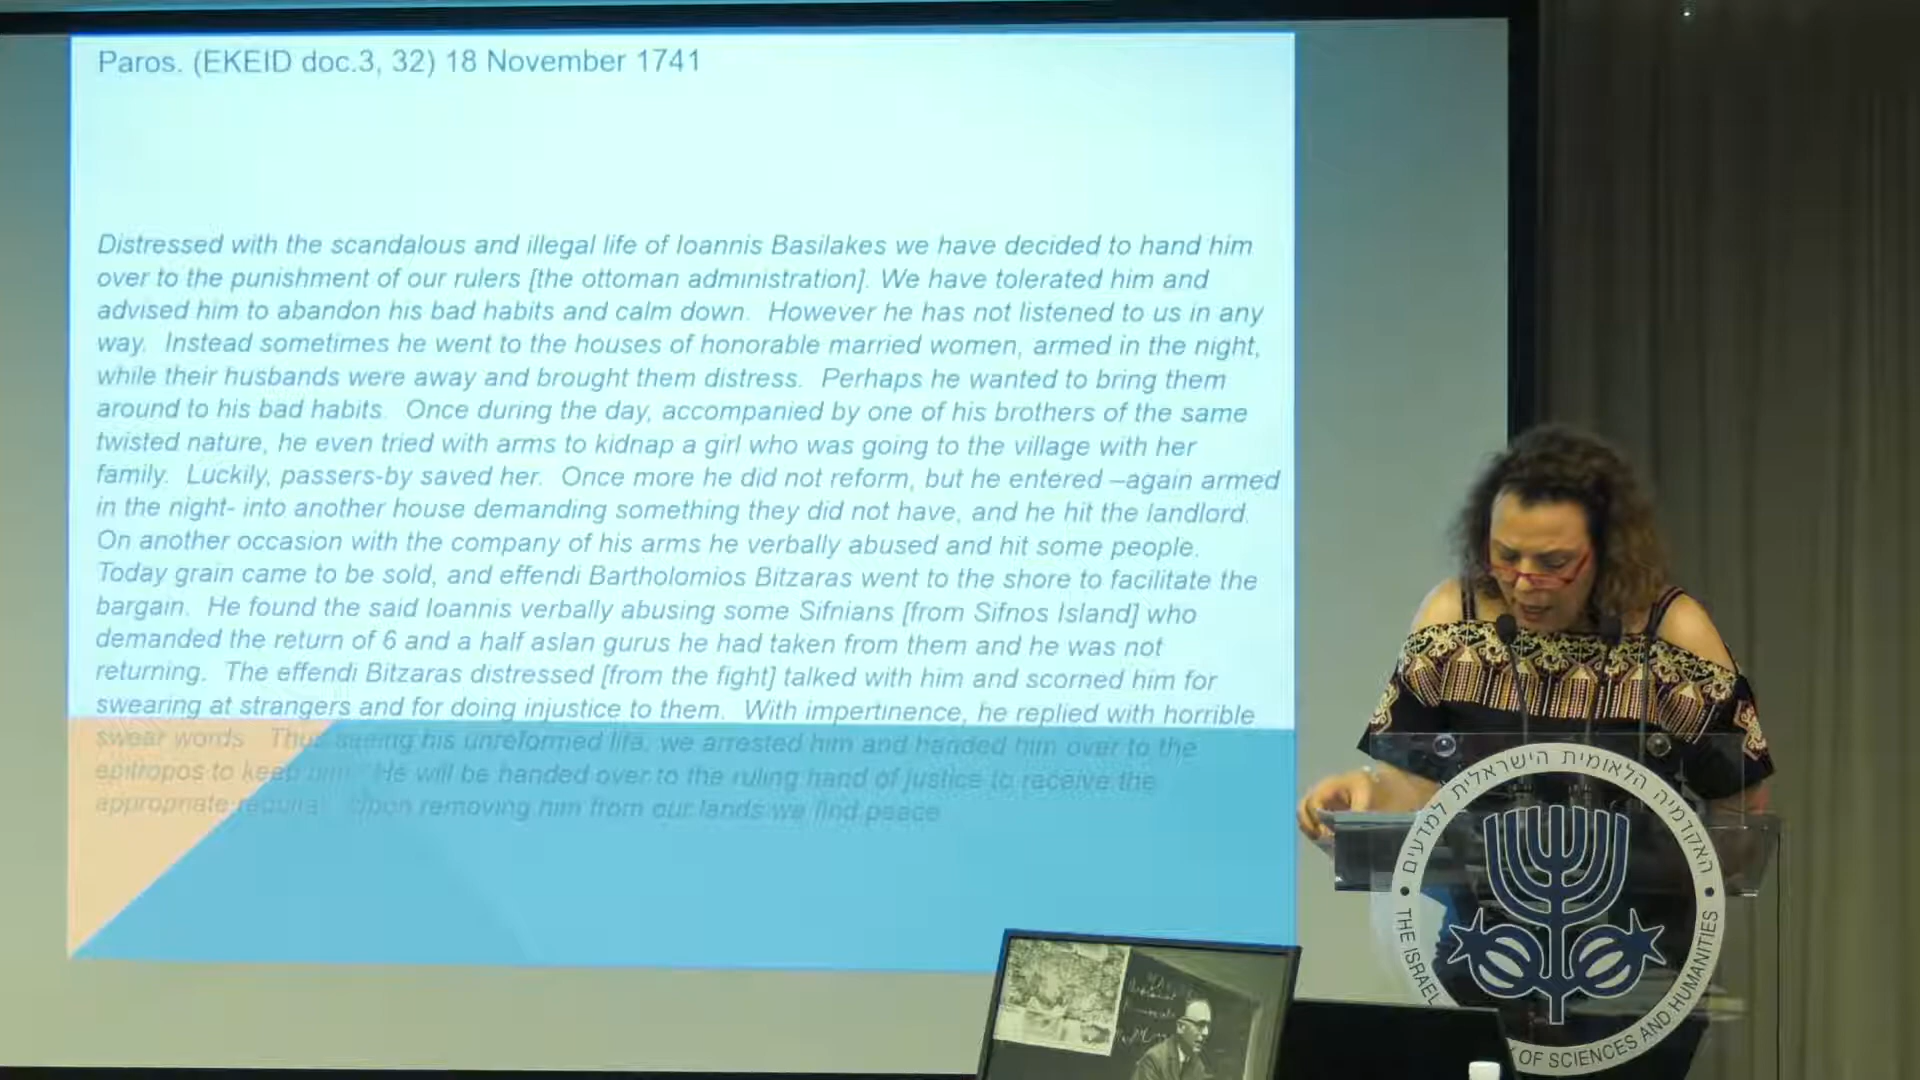 Paros. (EKEID doc.3, 32) 18 November 1741
Distressed with the scandalous and illegal life of Ioannis Basilakes we have decided to hand him
over to the punishment of our rulers [the ottoman administration]. We have tolerated him and
advised him to abandon his bad habits and calm down. However he has not listened to us in any
way. Instead sometimes he went to the houses of honorable married women, armed in the night,
while their husbands were away and brought them distress. Perhaps he wanted to bring them
around to his bad habits. Once during the day, accompanied by one of his brothers of the same
twisted nature, he even tried with arms to kidnap a girl who was going to the village with her
family. Luckily, passers-by saved her. Once more he did not reform, but he entered –again armed
in the night- into another house demanding something they did not have, and he hit the landlord.
On another occasion with the company of his arms he verbally abused and hit some people.
Today grain came to be sold, and effendi Bartholomios Bitzaras went to the shore to facilitate the
bargain. He found the said Ioannis verbally abusing some Sifnians [from Sifnos Island] who
demanded the return of 6 and a half aslan gurus he had taken from them and he was not
returning. The effendi Bitzaras distressed [from the fight] talked with him and scorned him for
swearing at strangers and for doing injustice to them. With impertinence, he replied with horrible
swear words. Thus seeing his unreformed life, we arrested him and handed him over to the
epitropos to keep him. He will be handed over to the ruling hand of justice to receive the
appropriate Upon removing him from our lands we find peace
האקדמיה הלאומית הישראלית למדעים
THE ISRAEL OF SCIENCES AND HUMANITIES